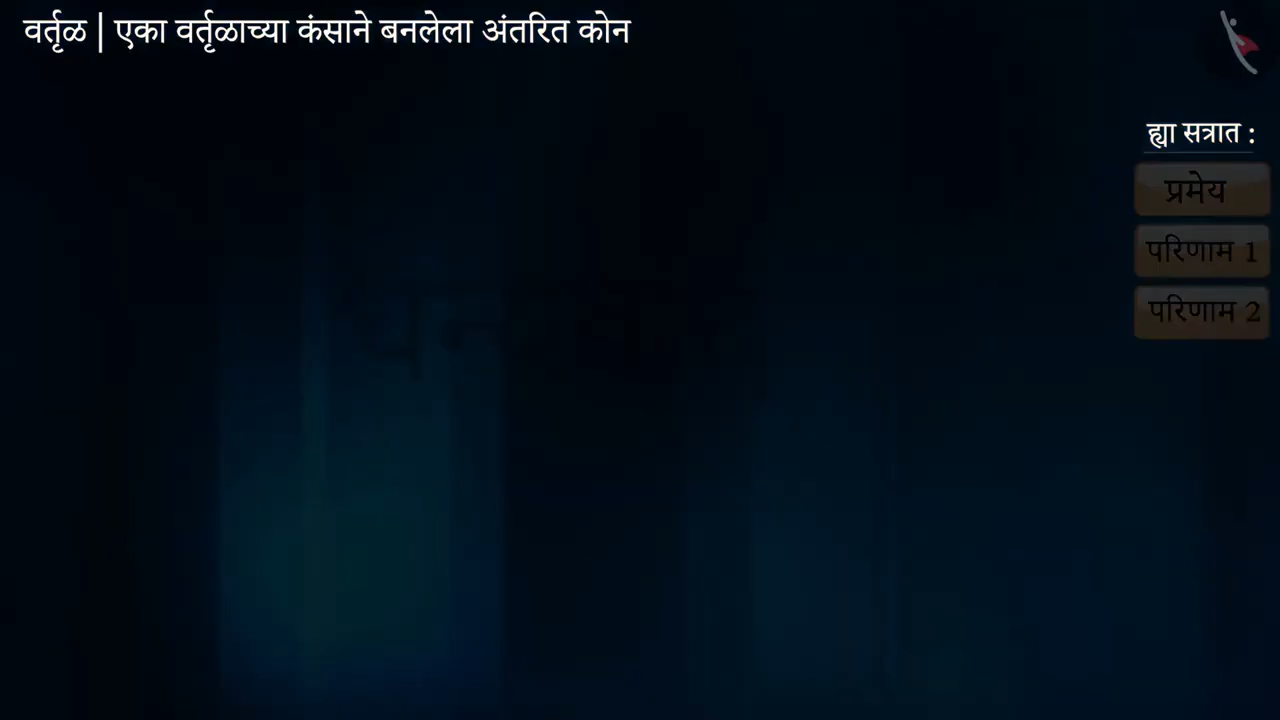 वर्तृळ | एका वर्तृळाच्या कंसाने बनलेला अंतरित कोन
ह्या सत्रात :
प्रमेय
परिणाम 1
परिणाम 2